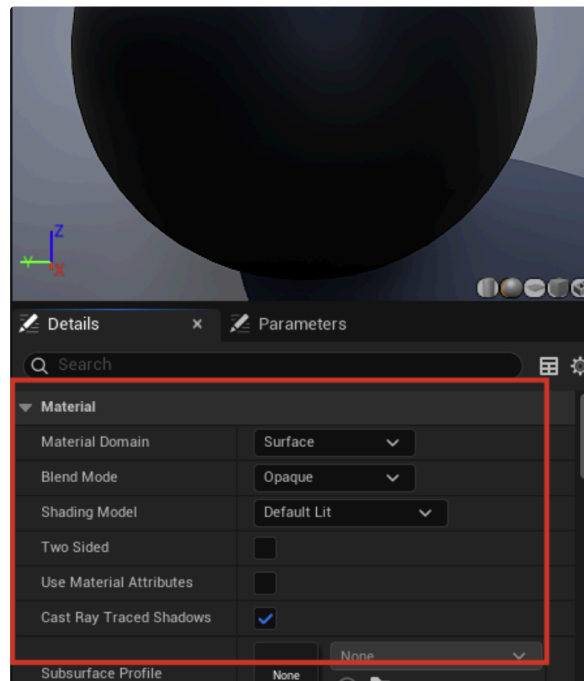 Z
Y
X
Details × Parameters
Search
Material
Material Domain Surface
Blend Mode Opaque
Shading Model Default Lit
Two Sided
Use Material Attributes
Cast Ray Traced Shadows
None
Subsurface Profile None